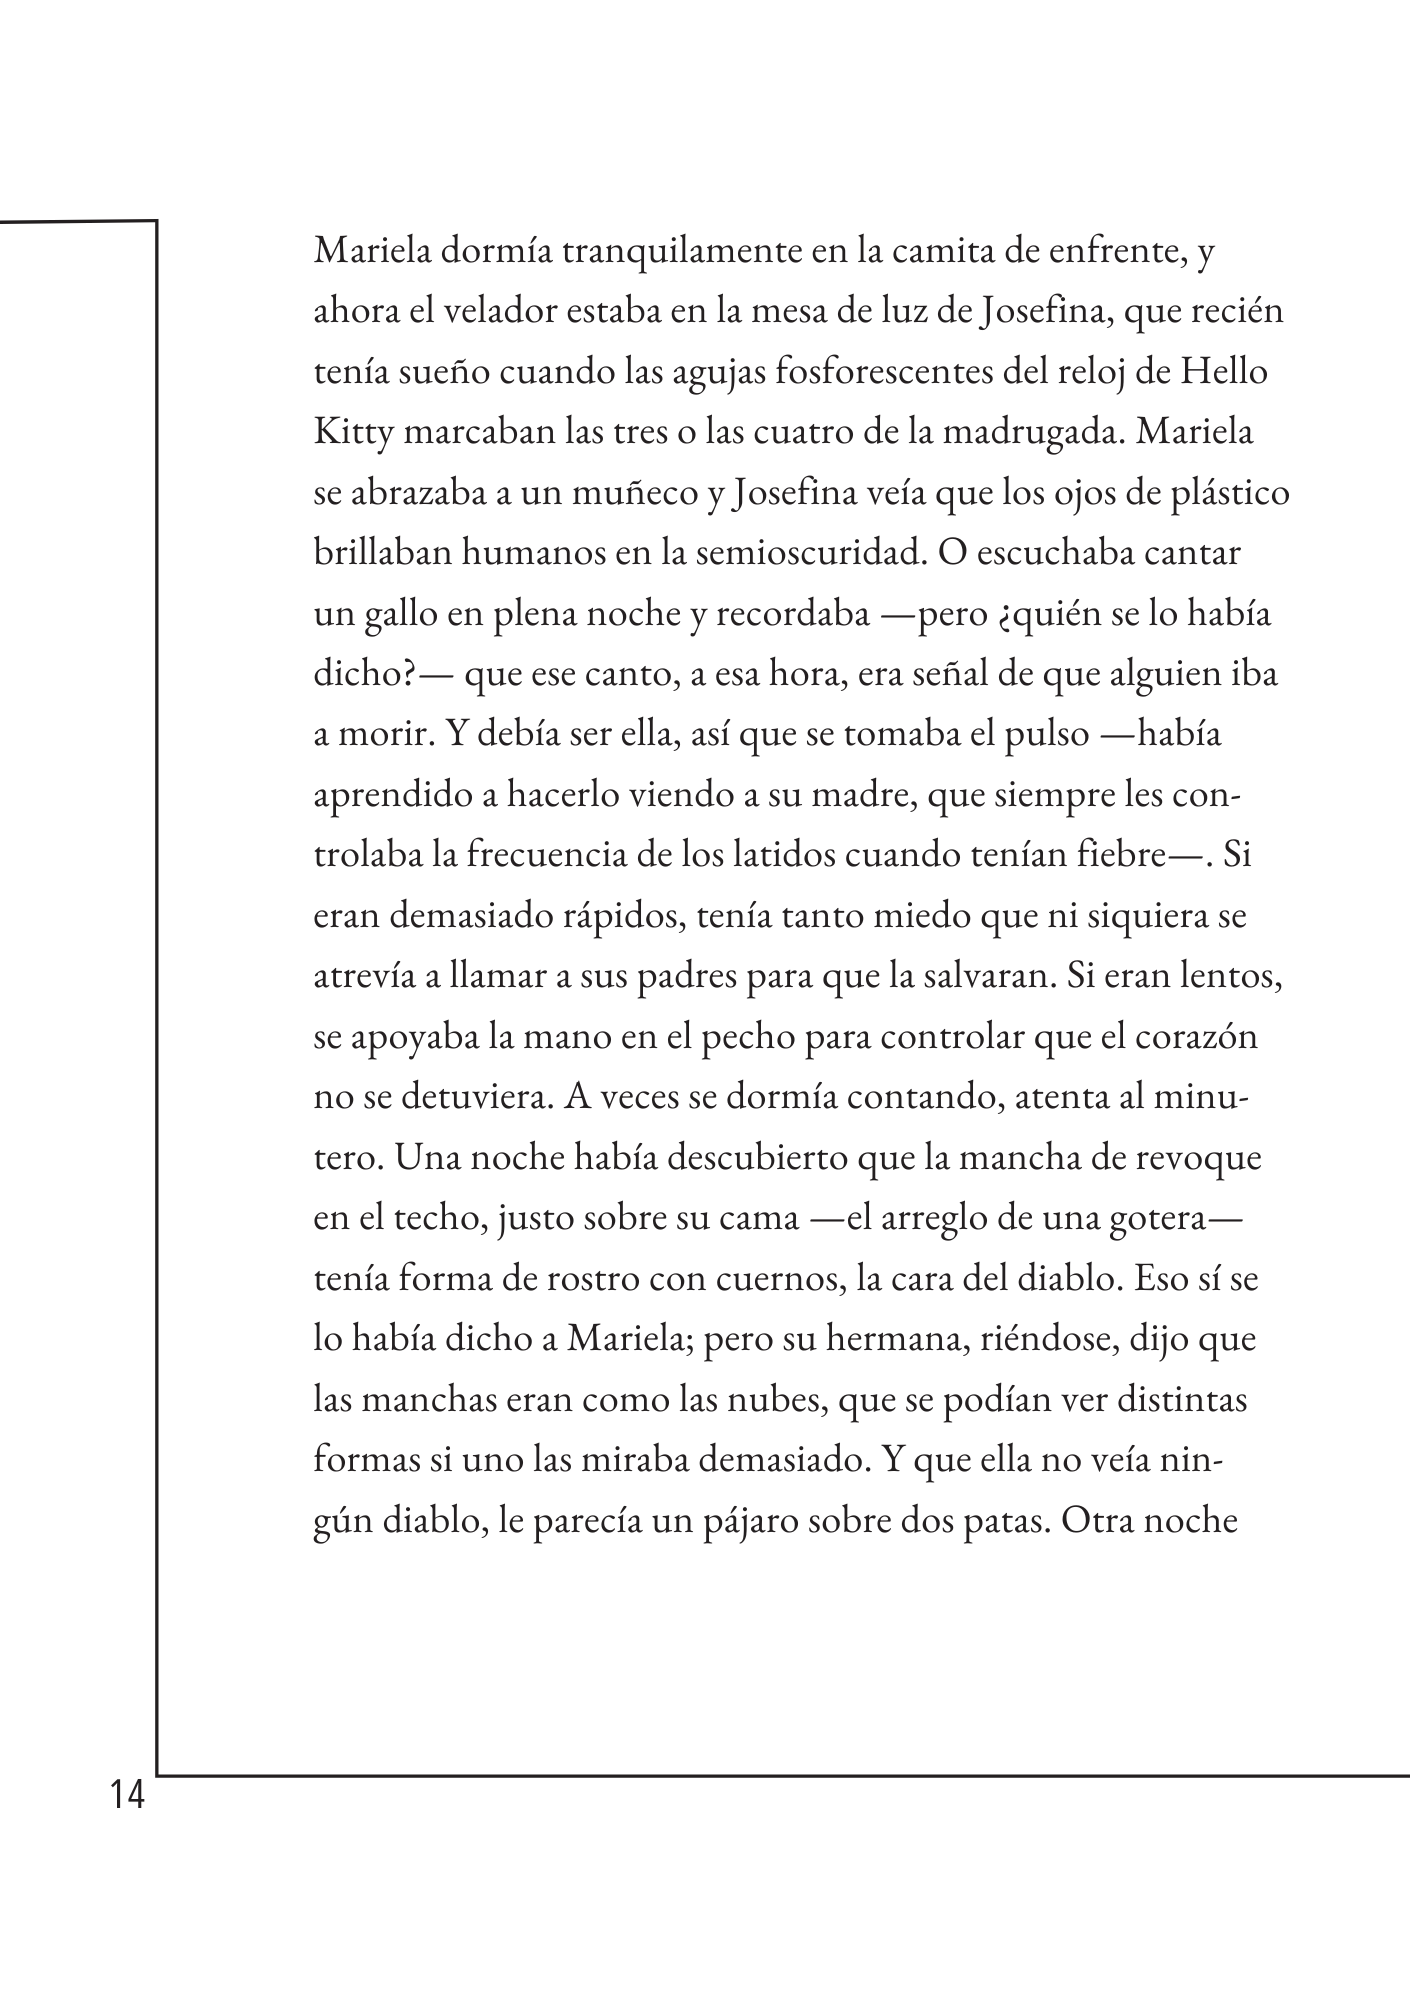 Mariela dormía tranquilamente en la camita de enfrente, y
ahora el velador estaba en la mesa de luz de Josefina, que recién
tenía sueño cuando las agujas fosforescentes del reloj de Hello
Kitty marcaban las tres o las cuatro de la madrugada. Mariela
se abrazaba a un muñeco y Josefina veía que los ojos de plástico
brillaban humanos en la semioscuridad. O escuchaba cantar
un gallo en plena noche y recordaba —pero ¿quién se lo había
dicho?— que ese canto, a esa hora, era señal de que alguien iba
a morir. Y debía ser ella, así que se tomaba el pulso —había
aprendido a hacerlo viendo a su madre, que siempre les con-
trolaba la frecuencia de los latidos cuando tenían fiebre—. Si
eran demasiado rápidos, tenía tanto miedo que ni siquiera se
atrevía a llamar a sus padres para que la salvaran. Si eran lentos,
se apoyaba la mano en el pecho para controlar que el corazón
no se detuviera. A veces se dormía contando, atenta al minu-
tero. Una noche había descubierto que la mancha de revoque
en el techo, justo sobre su cama —el arreglo de una gotera—
tenía forma de rostro con cuernos, la cara del diablo. Eso sí se
lo había dicho a Mariela; pero su hermana, riéndose, dijo que
las manchas eran como las nubes, que se podían ver distintas
formas si uno las miraba demasiado. Y que ella no veía nin-
gún diablo, le parecía un pájaro sobre dos patas. Otra noche
14